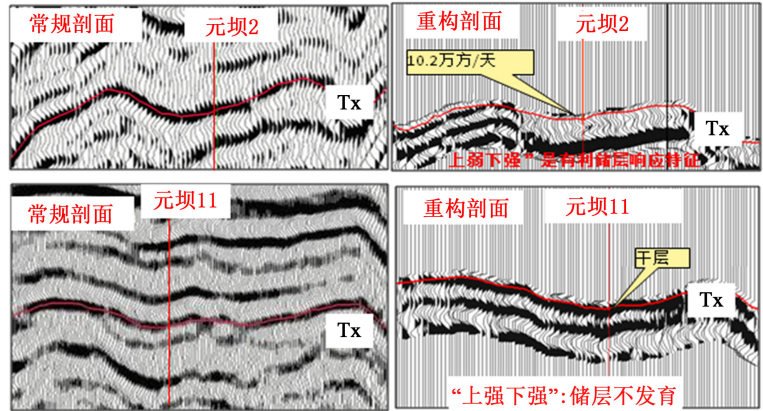 常规剖面
元坝2
Tx
重构剖面
元坝2
10.2万方/天
Tx
上弱下强”是有利储层响应特征
常规剖面
元坝11
Tx
重构剖面
元坝11
干层
Tx
“上强下强”:储层不发育